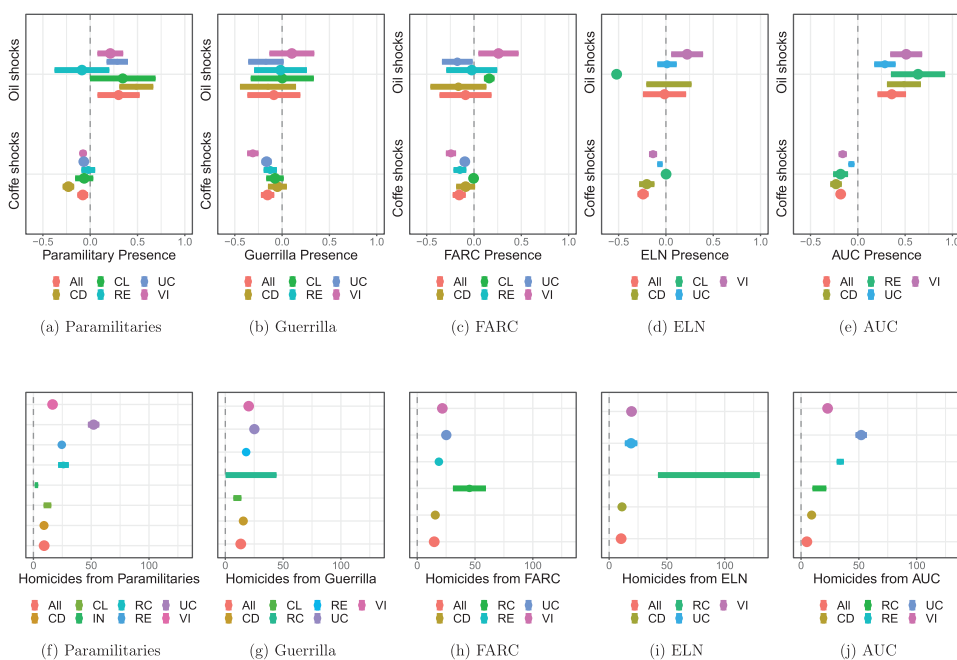 Oil shocks
Coffe shocks
−0.5 0.0 0.5 1.0
Paramilitary Presence
All CL UC
CD RE VI
(a) Paramilitaries
Oil shocks
Coffe shocks
−0.5 0.0 0.5 1.0
Guerrilla Presence
All CL UC
CD RE VI
(b) Guerrilla
Oil shocks
Coffe shocks
−0.5 0.0 0.5 1.0
FARC Presence
All CL UC
CD RE VI
(c) FARC
Oil shocks
Coffe shocks
−0.5 0.0 0.5 1.0
ELN Presence
All CL VI
CD UC
(d) ELN
Oil shocks
Coffe shocks
−0.5 0.0 0.5 1.0
AUC Presence
All RE VI
CD UC
(e) AUC
0 50 100
Homicides from Paramilitaries
All CL RC UC
CD IN RE VI
(f) Paramilitaries
0 50 100
Homicides from Guerrilla
All CL RE VI
CD RC UC
(g) Guerrilla
0 50 100
Homicides from FARC
All RC UC
CD RE VI
(h) FARC
0 50 100
Homicides from ELN
All RC VI
CD UC
(i) ELN
0 50 100
Homicides from AUC
All RC UC
CD RE VI
(j) AUC